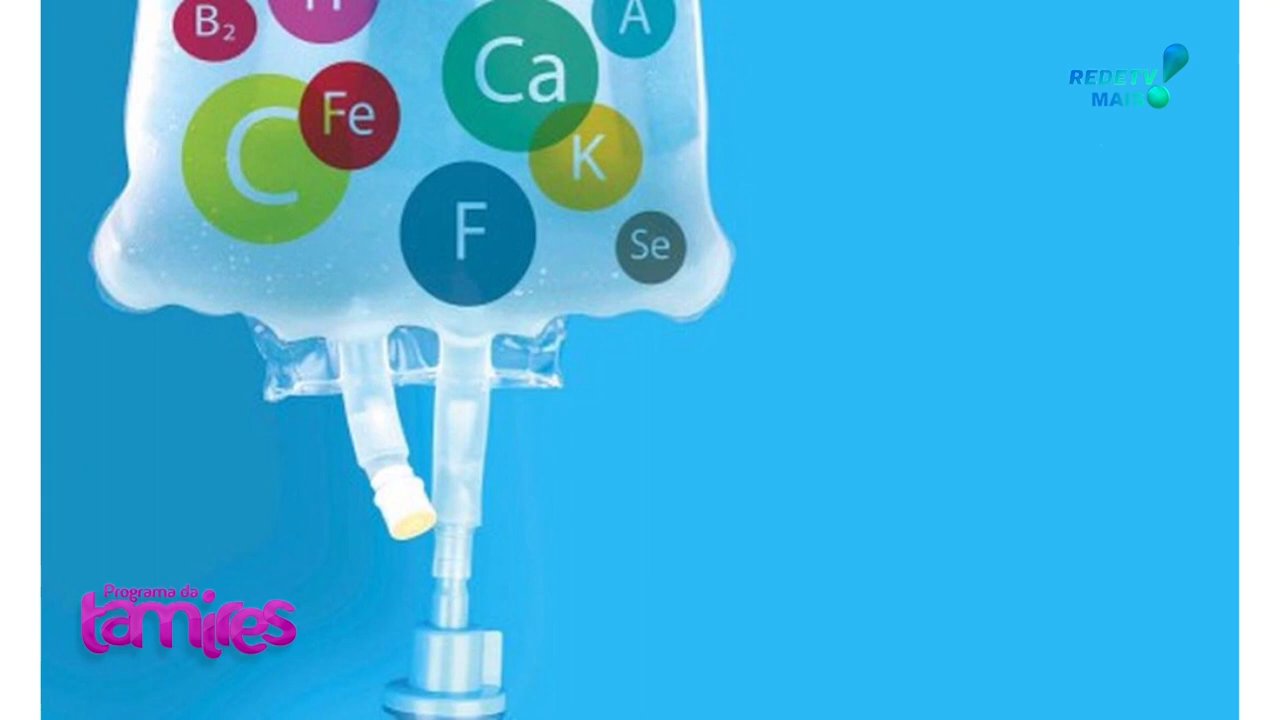 B₂
A
Ca
C
Fe
K
F
Se
REDETV!
MAIS
Programa da
tamires